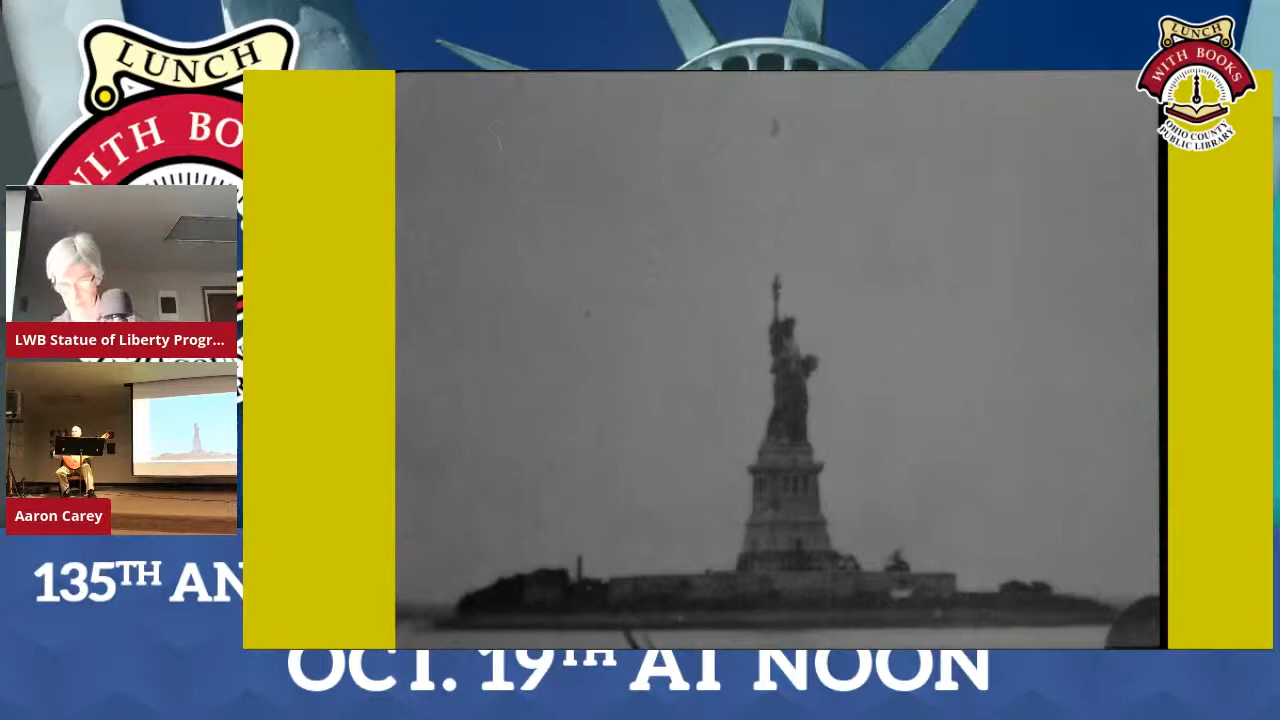 LUNCH
WITH BO
LUNCH
WITH BOOKS
OHIO COUNTY
PUBLIC LIBRARY
LWB Statue of Liberty Progr...
Aaron Carey
135TH AN
OCT. 19TH AT NOON